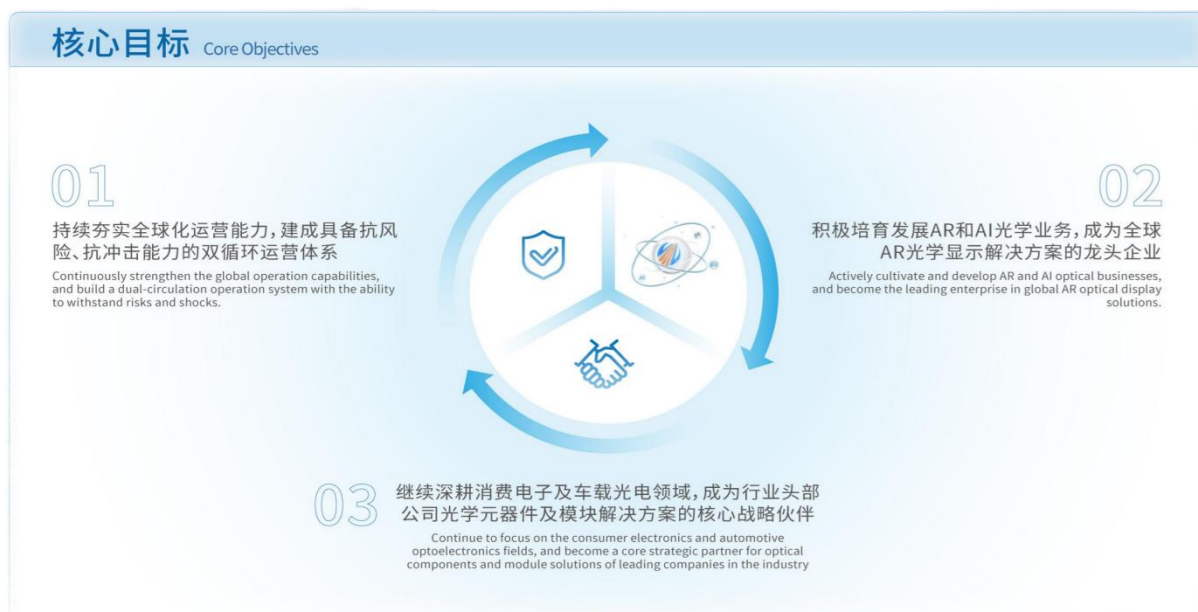 核心目标 Core Objectives
01
持续夯实全球化运营能力,建成具备抗风
险、抗冲击能力的双循环运营体系
Continuously strengthen the global operation capabilities,
and build a dual-circulation operation system with the ability
to withstand risks and shocks.
02
积极培育发展AR和AI光学业务,成为全球
AR光学显示解决方案的龙头企业
Actively cultivate and develop AR and AI optical businesses,
and become the leading enterprise in global AR optical display
solutions.
03
继续深耕消费电子及车载光电领域,成为行业头部
公司光学元器件及模块解决方案的核心战略伙伴
Continue to focus on the consumer electronics and automotive
optoelectronics fields, and become a core strategic partner for optical
components and module solutions of leading companies in the industry